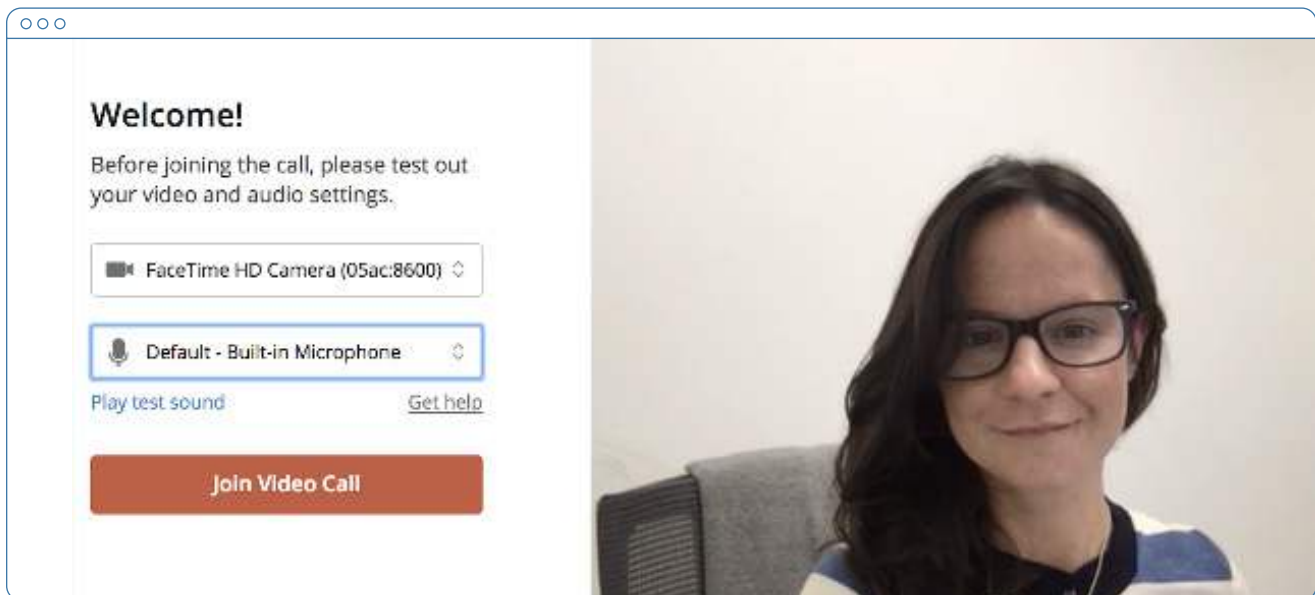 Welcome!
Before joining the call, please test out
your video and audio settings.
FaceTime HD Camera (05ac:8600)
Default - Built-in Microphone
Play test sound
Get help
Join Video Call